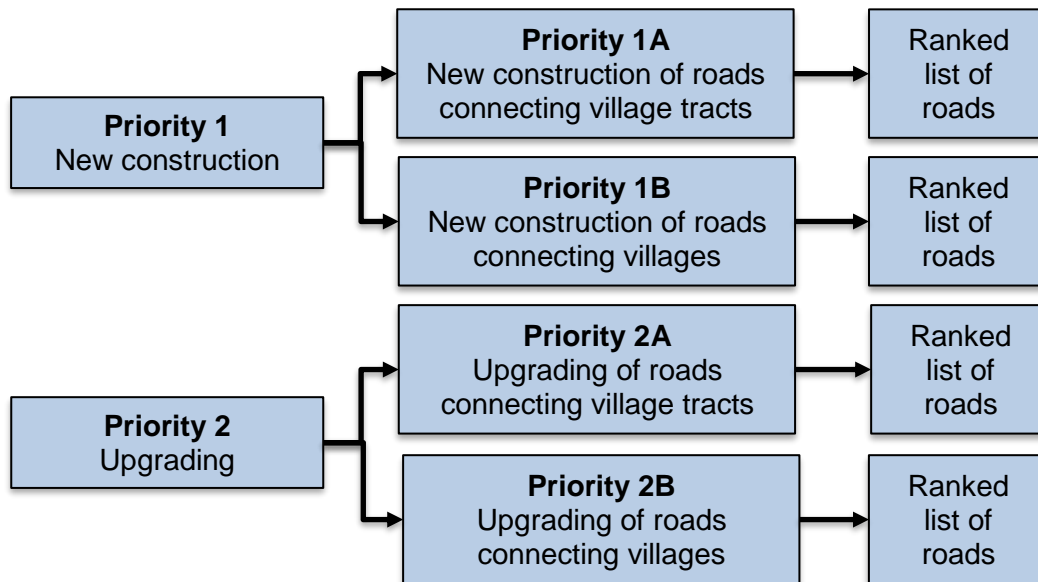 Priority 1
New construction
Priority 1A
New construction of roads
connecting village tracts
Ranked
list of
roads
Priority 1B
New construction of roads
connecting villages
Ranked
list of
roads
Priority 2
Upgrading
Priority 2A
Upgrading of roads
connecting village tracts
Ranked
list of
roads
Priority 2B
Upgrading of roads
connecting villages
Ranked
list of
roads